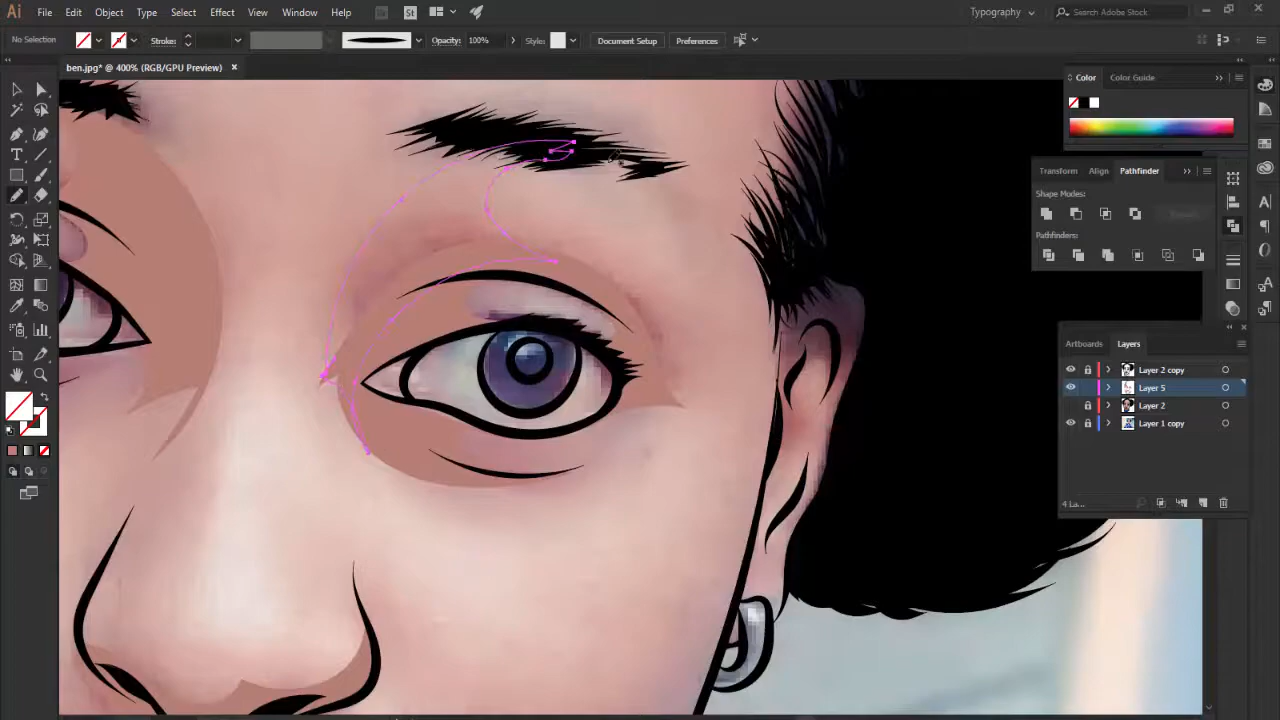 Ai File Edit Object Type Select Effect View Window Help St Typography Search Adobe Stock
No Selection Stroke: Opacity: 100% Style: Document Setup Preferences
ben.jpg* @ 400% (RGB/GPU Preview)
Color Color Guide
Transform Align Pathfinder
Shape Modes:
Pathfinders:
Artboards Layers
Layer 2 copy
Layer 5
Layer 2
Layer 1 copy
4 La...